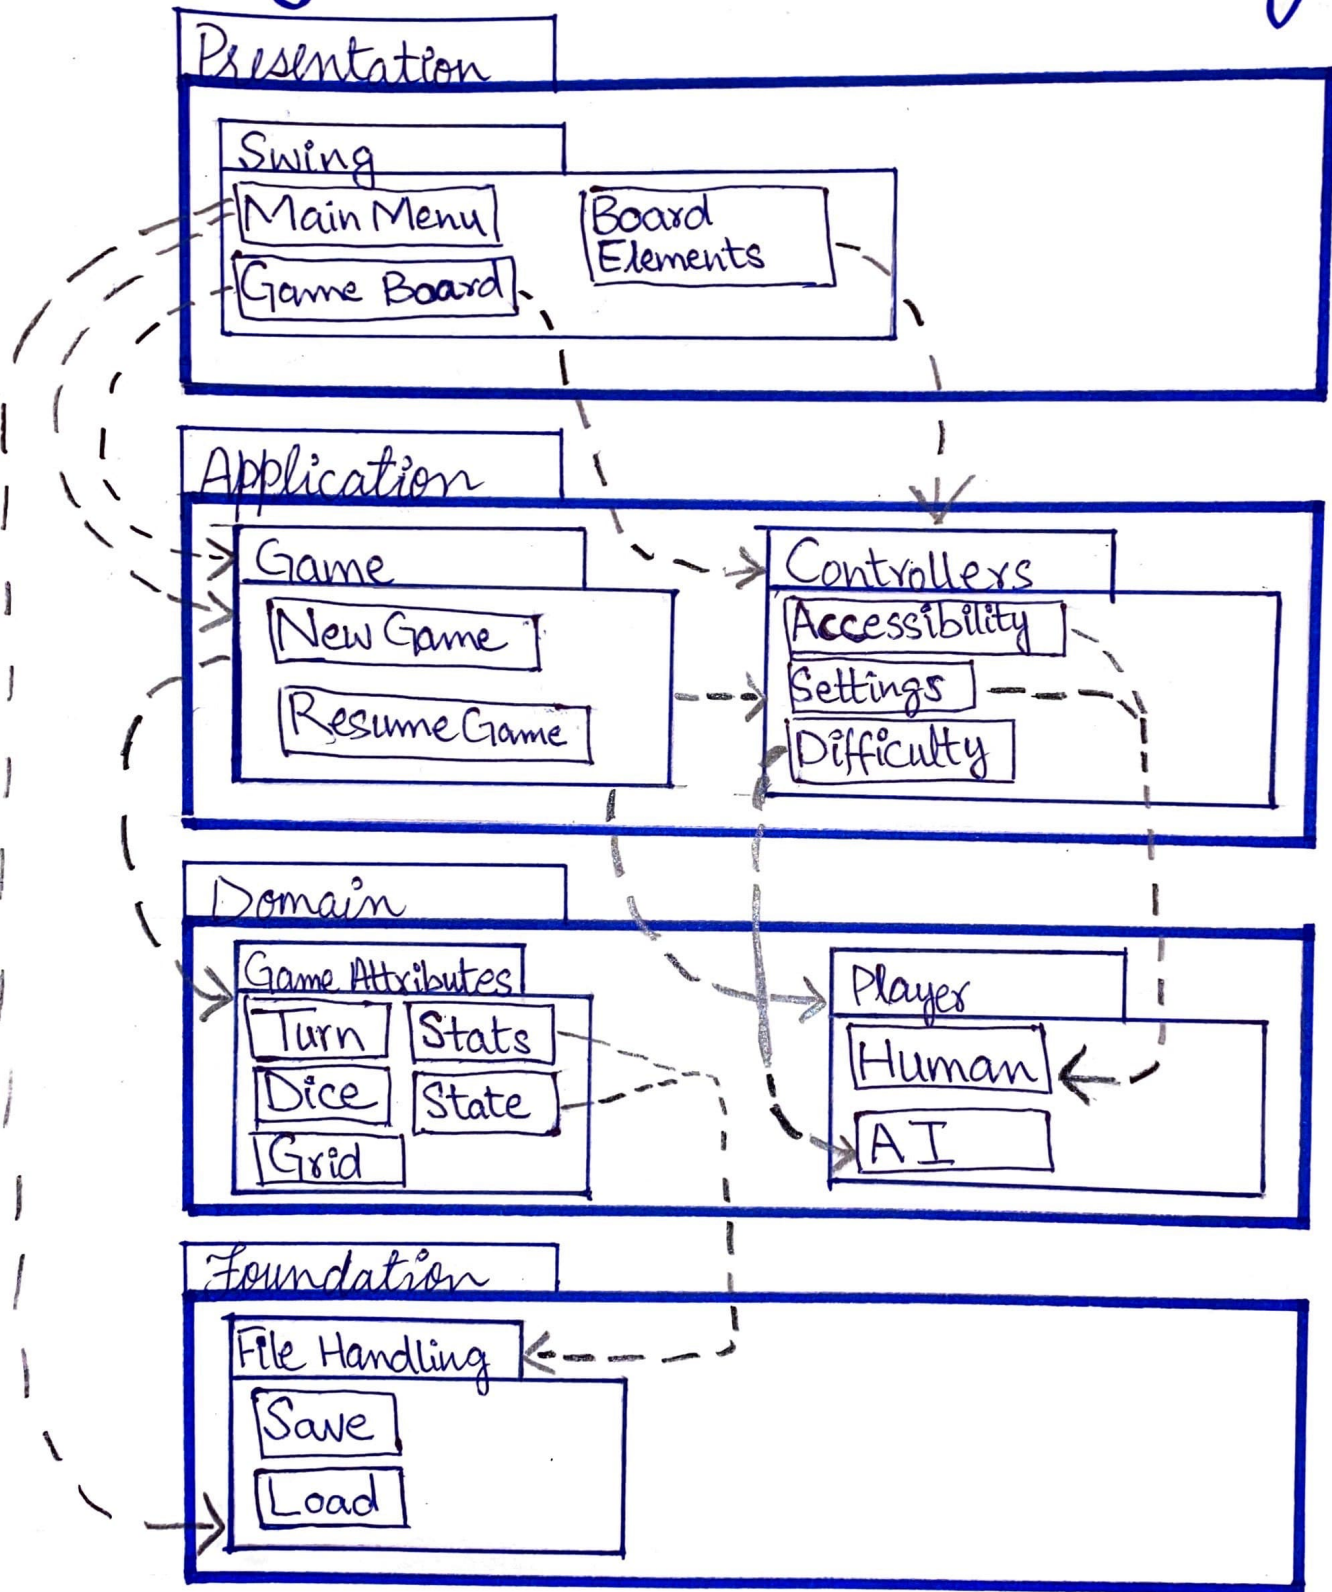 Presentation
Swing
Main Menu
Board
Elements
Game Board
Application
Game
Controllers
New Game
Accessibility
Settings
Resume Game
Difficulty
Domain
Game Attributes
Player
Turn
Stats
Human
Dice
State
AI
Grid
Foundation
File Handling
Save
Load